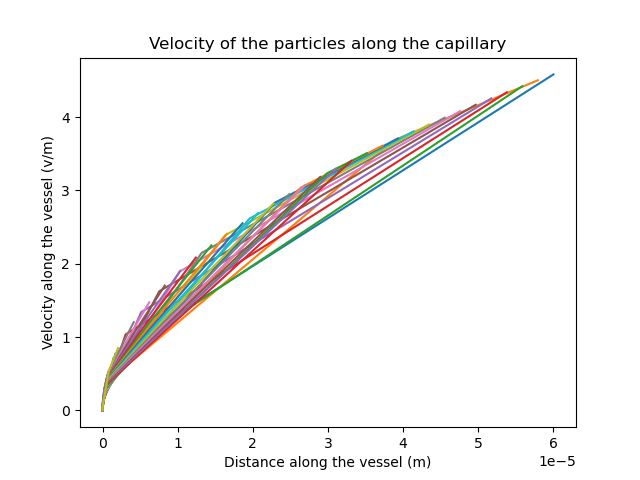 Velocity of the particles along the capillary
Velocity along the vessel (v/m)
4
3
2
1
0
0 1 2 3 4 5 6
1e−5
Distance along the vessel (m)